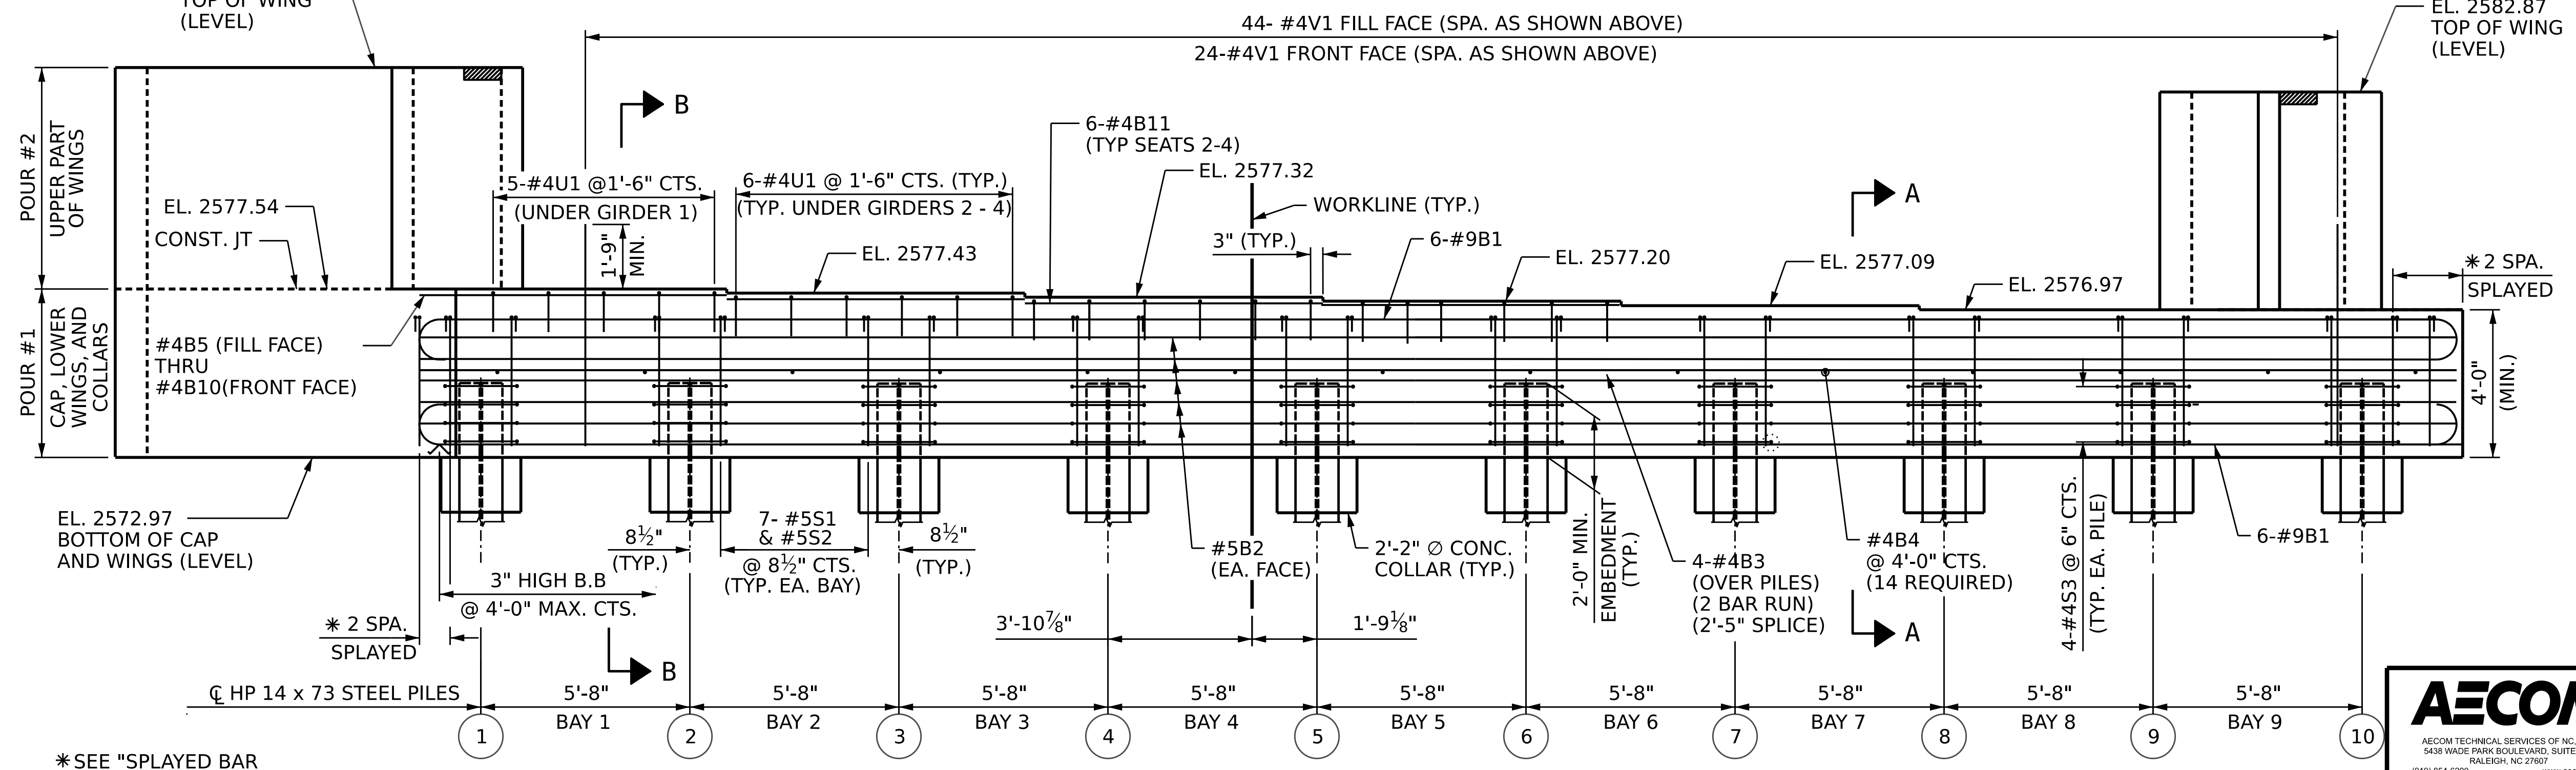 TOP OF WING
(LEVEL)
44- #4V1 FILL FACE (SPA. AS SHOWN ABOVE)
24-#4V1 FRONT FACE (SPA. AS SHOWN ABOVE)
EL. 2582.87
TOP OF WING
(LEVEL)
POUR #2
UPPER PART
OF WINGS
B
6-#4B11
(TYP SEATS 2-4)
EL. 2577.32
5-#4U1 @1'-6" CTS.
(UNDER GIRDER 1)
6-#4U1 @ 1'-6" CTS. (TYP.)
(TYP. UNDER GIRDERS 2 - 4)
A
EL. 2577.54
CONST. JT
WORKLINE (TYP.)
1'-9"
MIN.
EL. 2577.43
3" (TYP.)
6-#9B1
EL. 2577.20
EL. 2577.09
EL. 2576.97
*2 SPA.
SPLAYED
POUR #1
CAP, LOWER
WINGS, AND
COLLARS
#4B5 (FILL FACE)
THRU
#4B10(FRONT FACE)
4'-0"
(MIN.)
EL. 2572.97
BOTTOM OF CAP
AND WINGS (LEVEL)
8½"
(TYP.)
7- #5S1
& #5S2
@ 8½" CTS.
(TYP. EA. BAY)
8½"
(TYP.)
#5B2
(EA. FACE)
2'-2" Ø CONC.
COLLAR (TYP.)
2'-0" MIN.
EMBEDMENT
(TYP.)
4-#4B3
(OVER PILES)
(2 BAR RUN)
(2'-5" SPLICE)
#4B4
@ 4'-0" CTS.
(14 REQUIRED)
4-#4S3 @ 6" CTS.
(TYP. EA. PILE)
6-#9B1
3" HIGH B.B
@ 4'-0" MAX. CTS.
* 2 SPA.
SPLAYED
3'-10⅞"
1'-9⅛"
B
A
℄ HP 14 x 73 STEEL PILES
5'-8"
5'-8"
5'-8"
5'-8"
5'-8"
5'-8"
5'-8"
5'-8"
5'-8"
BAY 1
BAY 2
BAY 3
BAY 4
BAY 5
BAY 6
BAY 7
BAY 8
BAY 9
1
2
3
4
5
6
7
8
9
10
*SEE "SPLAYED BAR
AECOM
AECOM TECHNICAL SERVICES OF NC,
5438 WADE PARK BOULEVARD, SUITE
RALEIGH, NC 27607